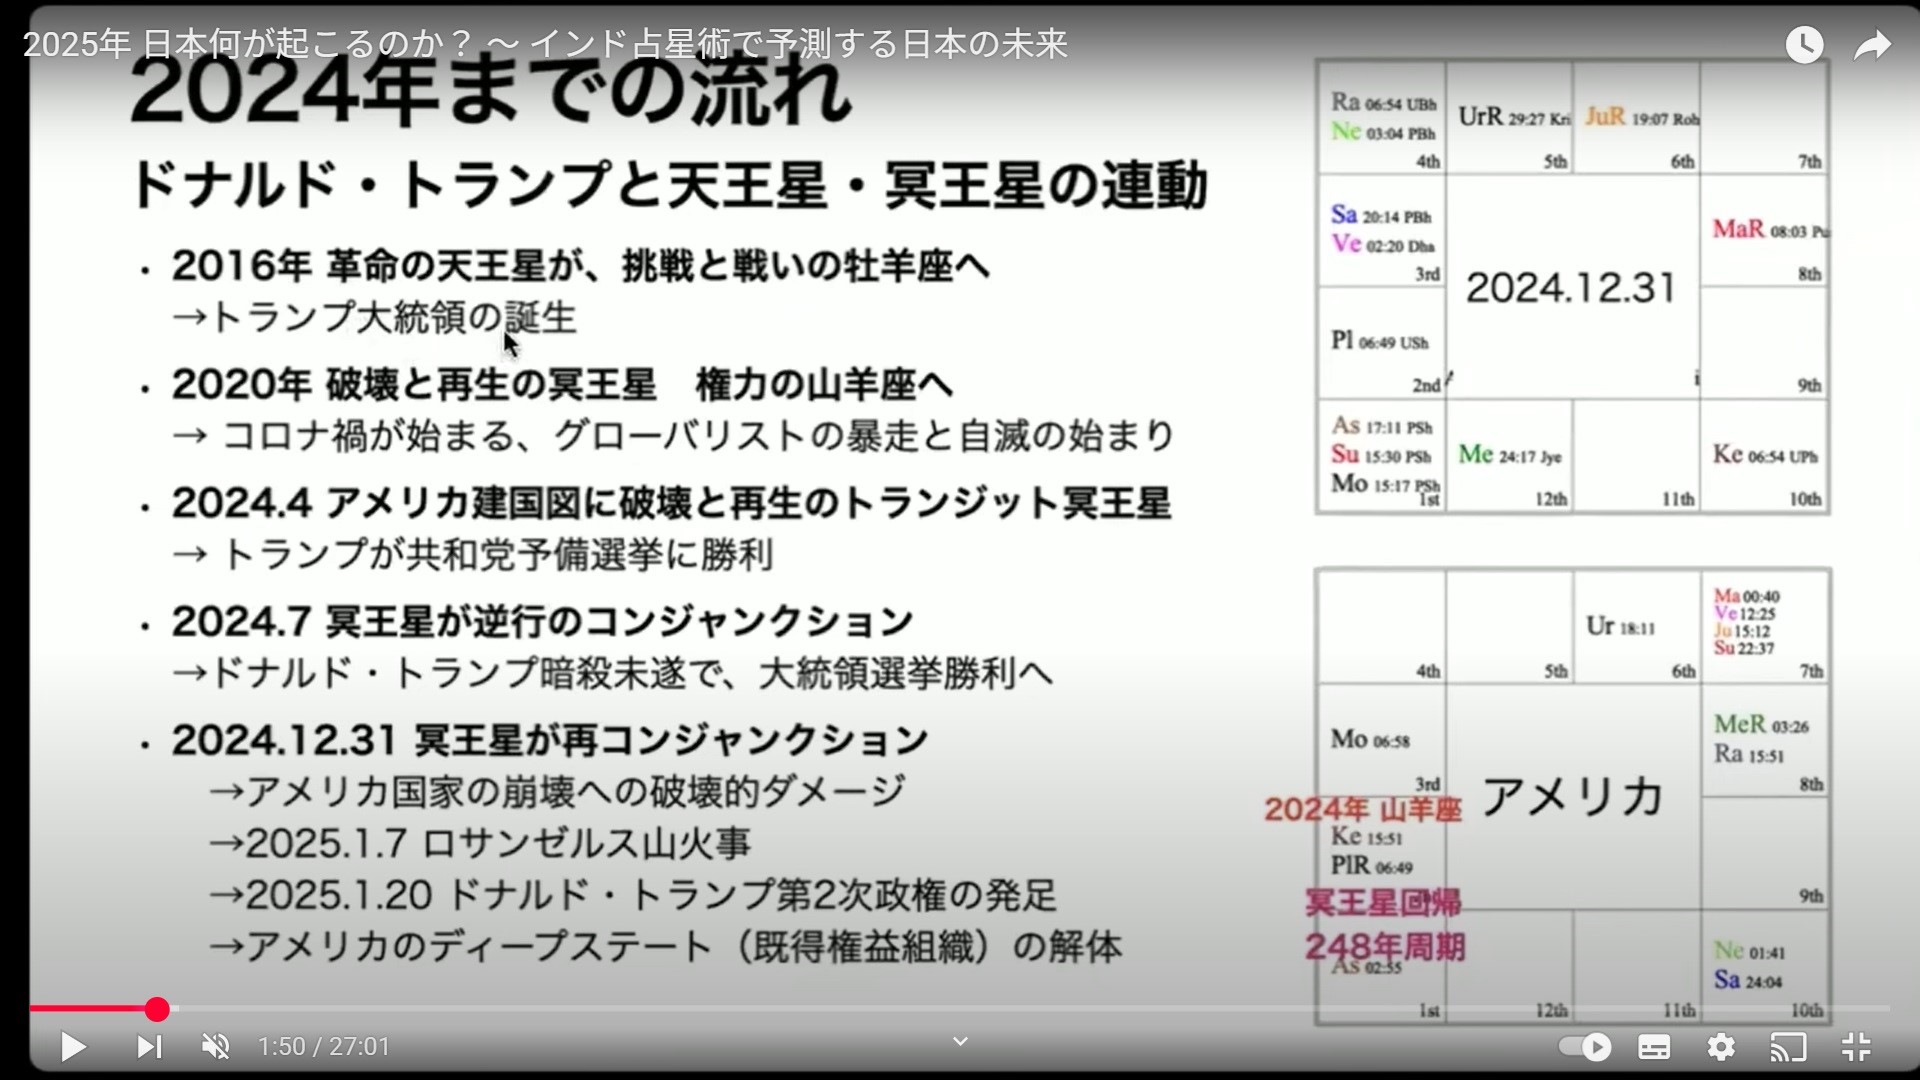 2025年 日本何が起こるのか？ ～ インド占星術で予測する日本の未来
2024年までの流れ
ドナルド・トランプと天王星・冥王星の連動
・2016年 革命の天王星が、挑戦と戦いの牡羊座へ
→トランプ大統領の誕生
・2020年 破壊と再生の冥王星　権力の山羊座へ
→ コロナ禍が始まる、グローバリストの暴走と自滅の始まり
・2024.4 アメリカ建国図に破壊と再生のトランジット冥王星
→ トランプが共和党予備選挙に勝利
・2024.7 冥王星が逆行のコンジャンクション
→ドナルド・トランプ暗殺未遂で、大統領選挙勝利へ
・2024.12.31 冥王星が再コンジャンクション
→アメリカ国家の崩壊への破壊的ダメージ
→2025.1.7 ロサンゼルス山火事
→2025.1.20 ドナルド・トランプ第2次政権の発足
→アメリカのディープステート（既得権益組織）の解体
Ra 06:54 UBh
Ne 03:04 PBh
4th
UrR 29:27 Kri
5th
JuR 19:07 Roh
6th
7th
Sa 20:14 PBh
Ve 02:20 Dha
3rd
2024.12.31
MaR 08:03 Pu
8th
Pl 06:49 USh
2nd
9th
As 17:11 PSh
Su 15:30 PSh
Mo 15:17 PSh
1st
Me 24:17 Jye
12th
11th
Ke 06:54 UPh
10th
4th
5th
Ur 18:11
6th
Ma 00:40
Ve 12:25
Ju 15:12
Su 22:37
7th
Mo 06:58
3rd
アメリカ
MeR 03:26
Ra 15:51
8th
2024年 山羊座
Ke 15:51
PlR 06:49
冥王星回帰
248年周期
9th
As 02:55
1st
12th
11th
Ne 01:41
Sa 24:04
10th
1:50 / 27:01